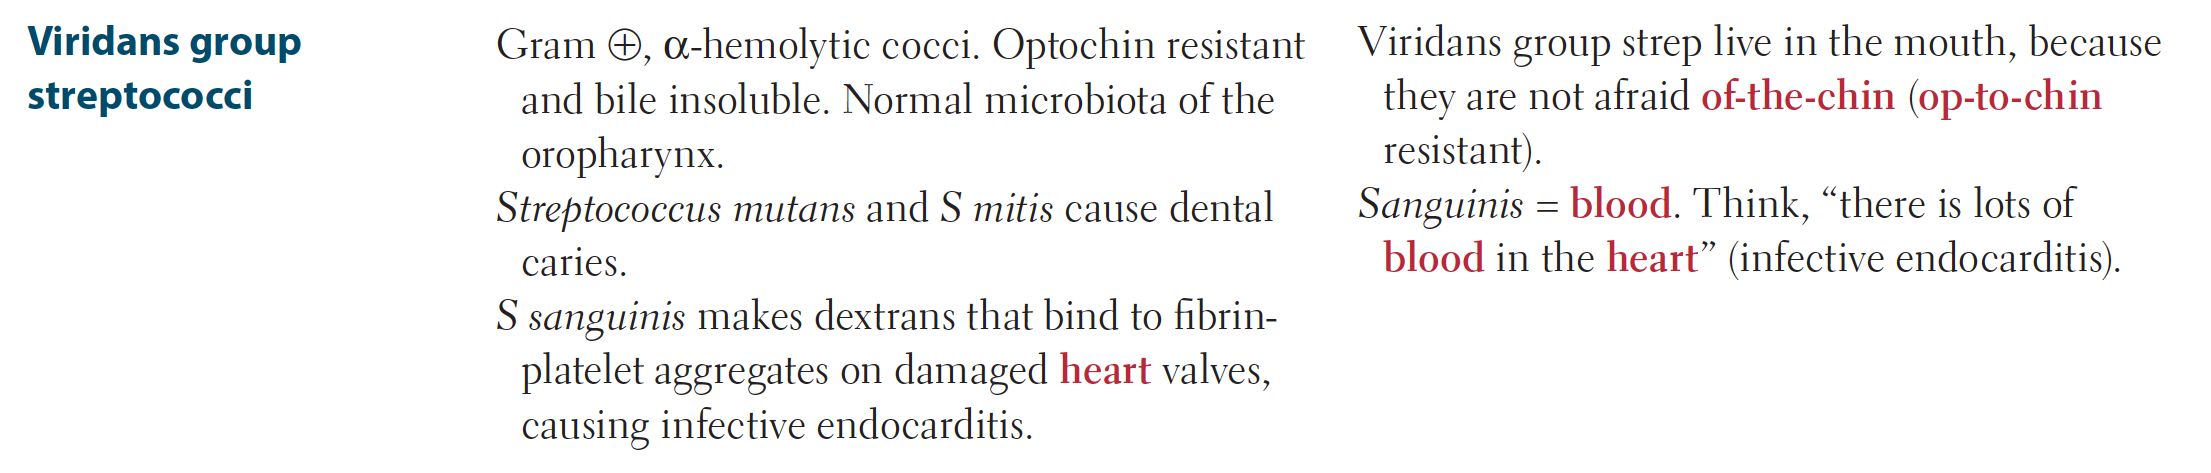 Viridans group
streptococci
Gram ⊕, α-hemolytic cocci. Optochin resistant
and bile insoluble. Normal microbiota of the
oropharynx.
Streptococcus mutans and S mitis cause dental
caries.
S sanguinis makes dextrans that bind to fibrin-
platelet aggregates on damaged heart valves,
causing infective endocarditis.
Viridans group strep live in the mouth, because
they are not afraid of-the-chin (op-to-chin
resistant).
Sanguinis = blood. Think, “there is lots of
blood in the heart” (infective endocarditis).